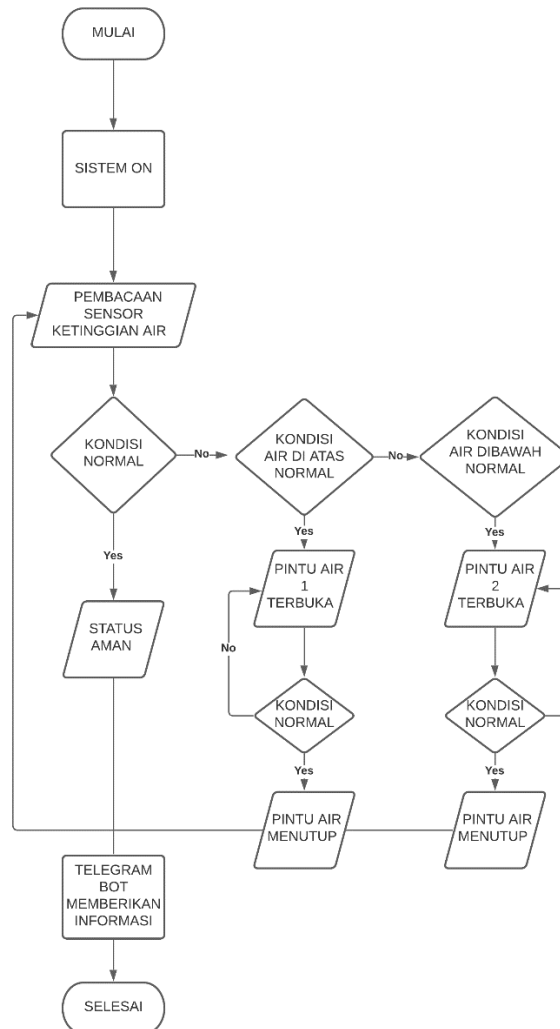 MULAI
SISTEM ON
PEMBACAAN
SENSOR
KETINGGIAN AIR
KONDISI
NORMAL
No
KONDISI
AIR DI ATAS
NORMAL
No
KONDISI
AIR DIBAWAH
NORMAL
Yes
Yes
Yes
STATUS
AMAN
PINTU AIR
1
TERBUKA
PINTU AIR
2
TERBUKA
No
KONDISI
NORMAL
KONDISI
NORMAL
Yes
Yes
PINTU AIR
MENUTUP
PINTU AIR
MENUTUP
TELEGRAM
BOT
MEMBERIKAN
INFORMASI
SELESAI